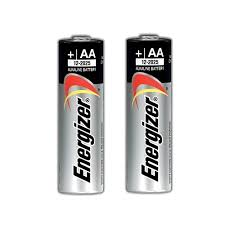 + AA
12-2025
ALKALINE BATTERY
Energizer
+ AA
12-2025
ALKALINE BATTERY
Energizer